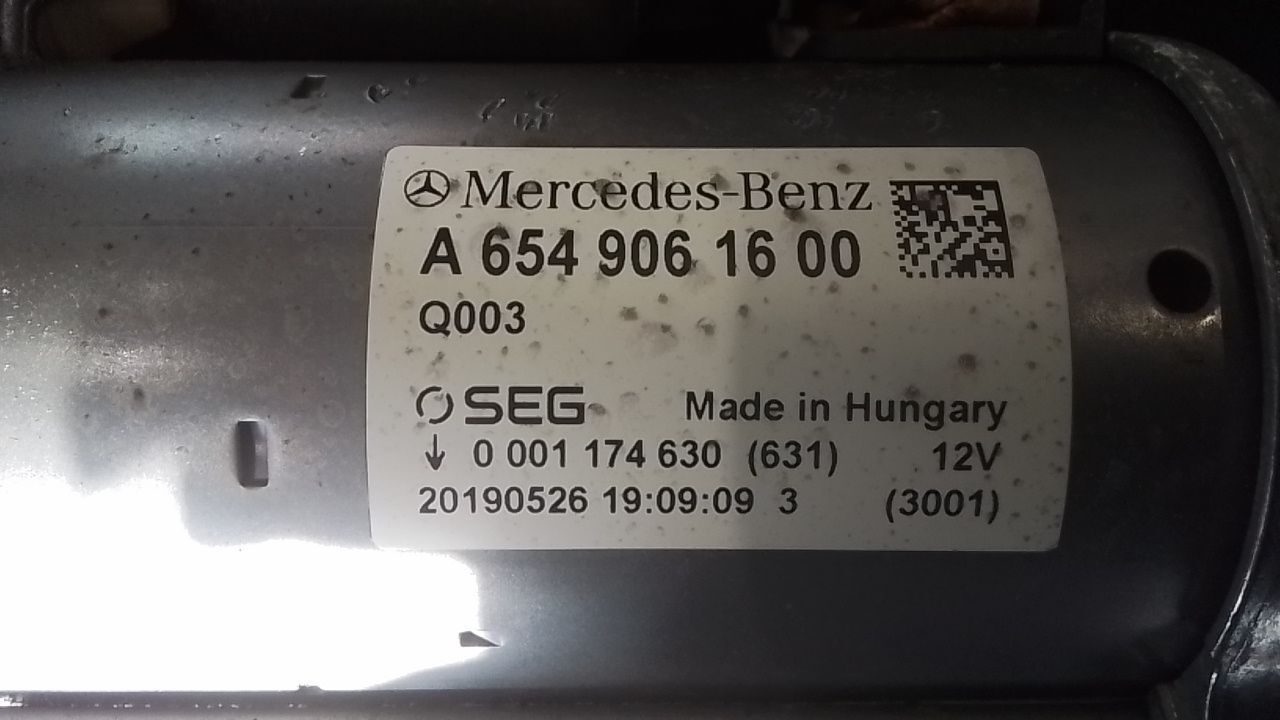 Mercedes-Benz
A 654 906 16 00
Q003
SEG Made in Hungary
↓ 0 001 174 630 (631) 12V
20190526 19:09:09 3 (3001)